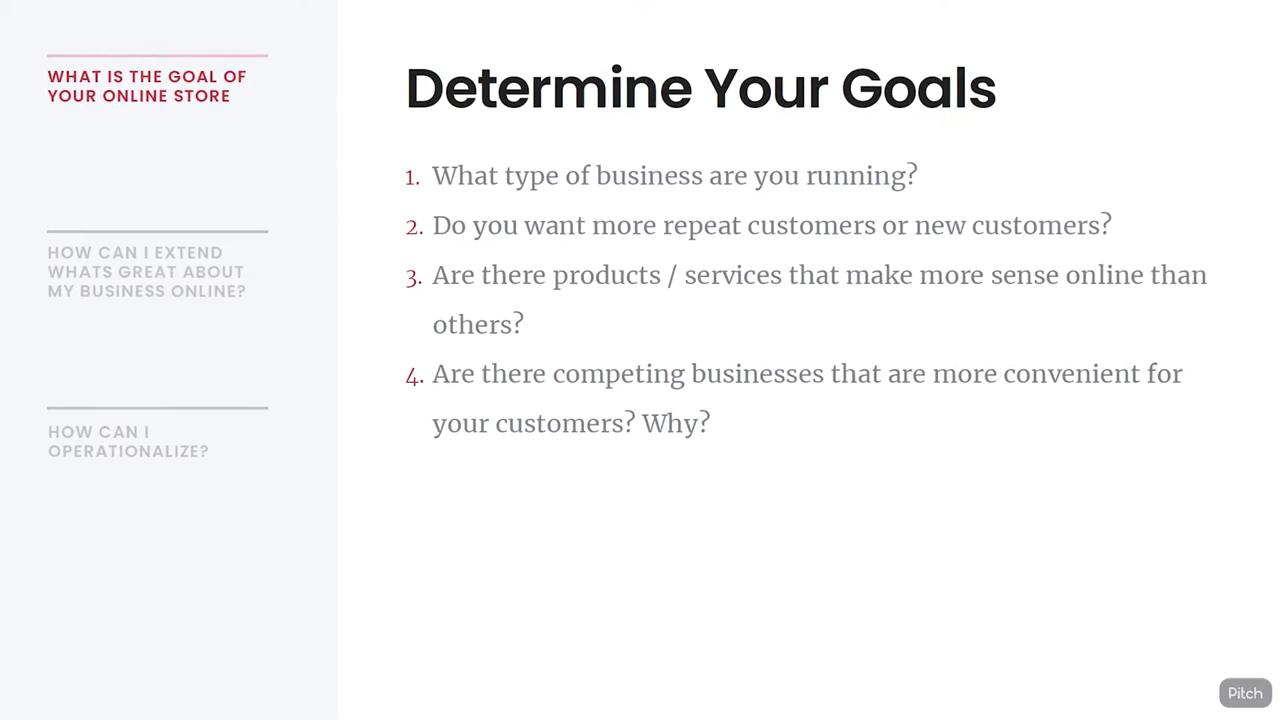 WHAT IS THE GOAL OF
YOUR ONLINE STORE
HOW CAN I EXTEND
WHATS GREAT ABOUT
MY BUSINESS ONLINE?
HOW CAN I
OPERATIONALIZE?
Determine Your Goals
1. What type of business are you running?
2. Do you want more repeat customers or new customers?
3. Are there products / services that make more sense online than
others?
4. Are there competing businesses that are more convenient for
your customers? Why?
Pitch